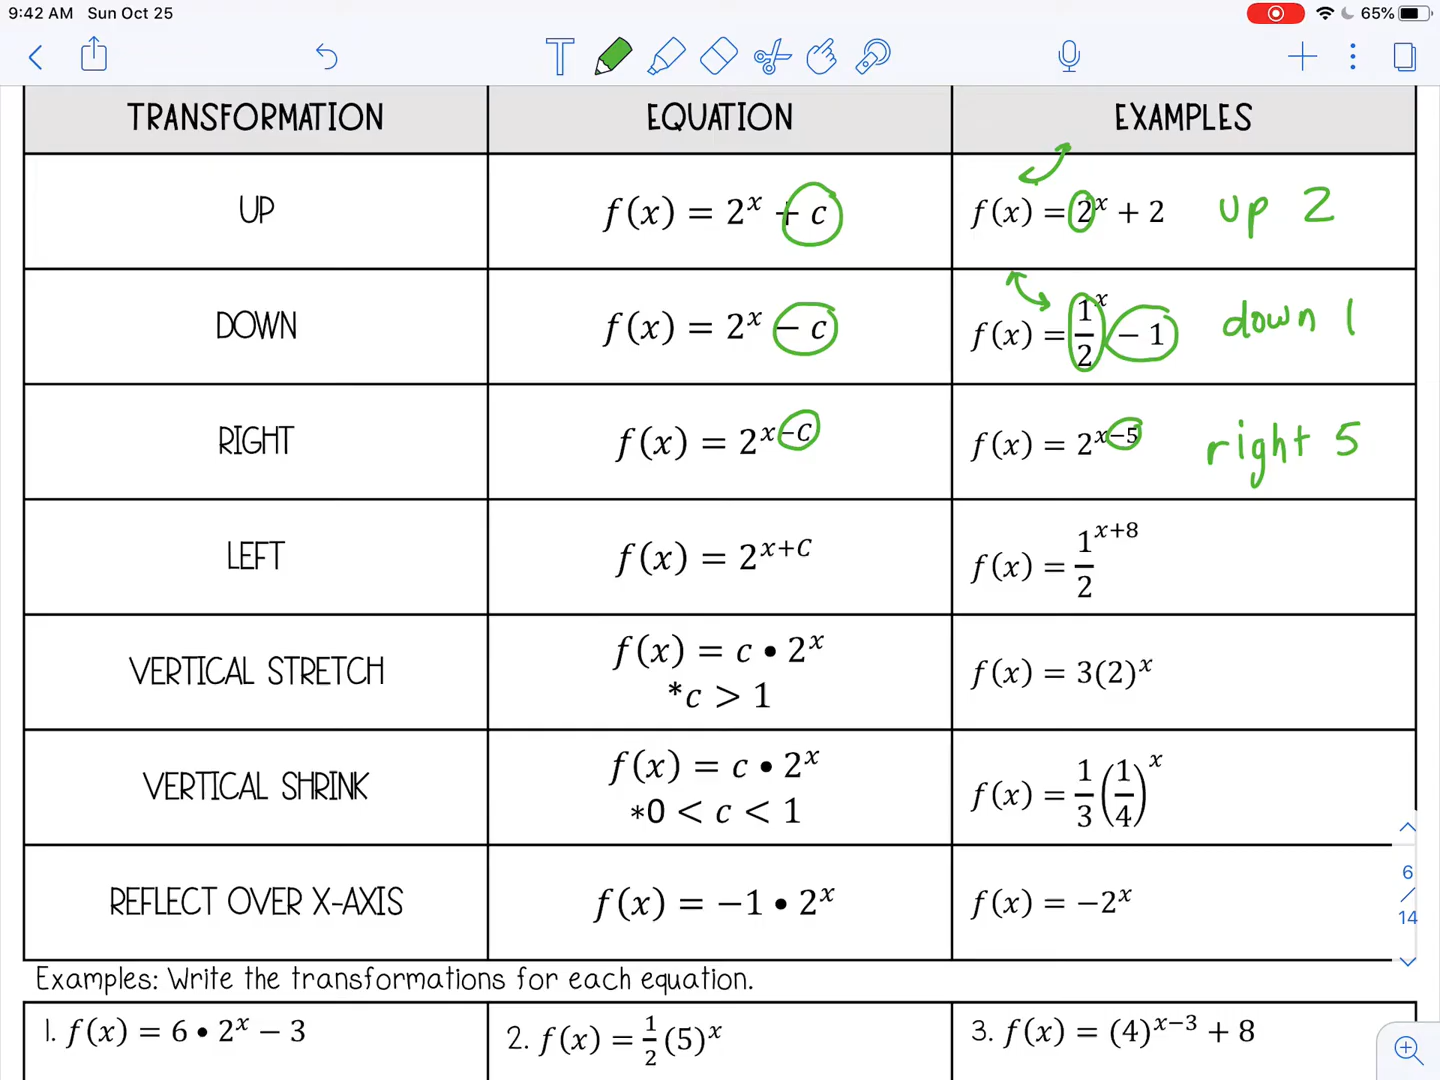 9:42 AM Sun Oct 25 65%
T
TRANSFORMATION EQUATION EXAMPLES
UP f(x) = 2^x + c f(x) = 2^x + 2 up 2
DOWN f(x) = 2^x − c f(x) = 1/2^x − 1 down 1
RIGHT f(x) = 2^(x−C) f(x) = 2^(x−5) right 5
LEFT f(x) = 2^(x+C) f(x) = 1/2^(x+8)
VERTICAL STRETCH f(x) = c • 2^x f(x) = 3(2)^x
*c > 1
VERTICAL SHRINK f(x) = c • 2^x f(x) = 1/3(1/4)^x
*0 < c < 1
REFLECT OVER X-AXIS f(x) = −1 • 2^x f(x) = −2^x
6/14
Examples: Write the transformations for each equation.
1. f(x) = 6 • 2^x − 3 2. f(x) = 1/2(5)^x 3. f(x) = (4)^(x−3) + 8